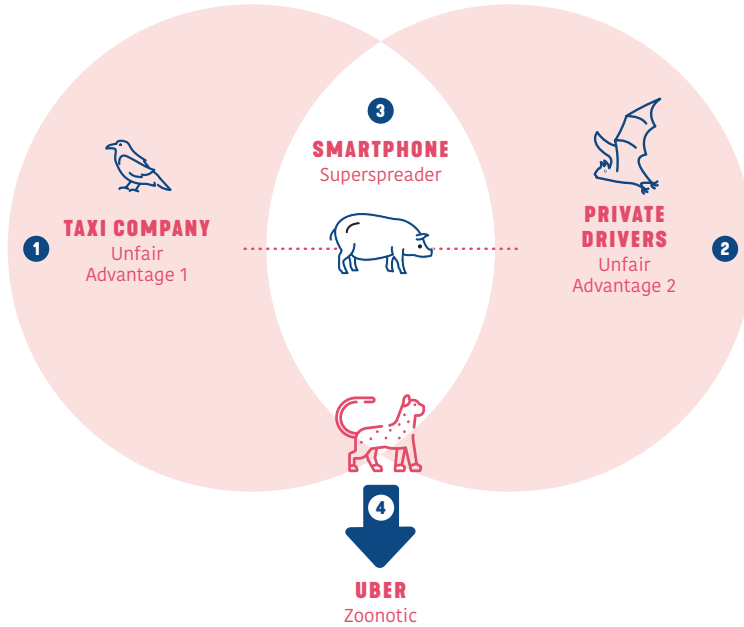 1
TAXI COMPANY
Unfair
Advantage 1
3
SMARTPHONE
Superspreader
PRIVATE
DRIVERS
Unfair
Advantage 2
2
4
UBER
Zoonotic